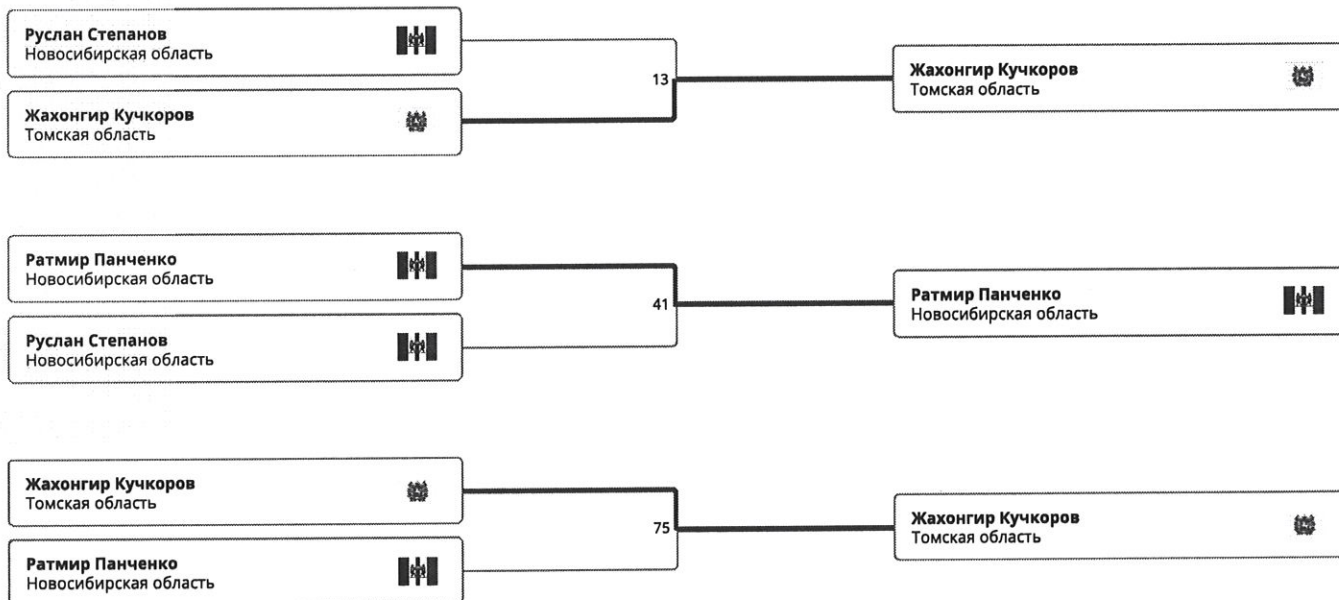 Руслан Степанов
Новосибирская область
13
Жахонгир Кучкоров
Томская область
Жахонгир Кучкоров
Томская область
Ратмир Панченко
Новосибирская область
41
Ратмир Панченко
Новосибирская область
Руслан Степанов
Новосибирская область
Жахонгир Кучкоров
Томская область
75
Жахонгир Кучкоров
Томская область
Ратмир Панченко
Новосибирская область